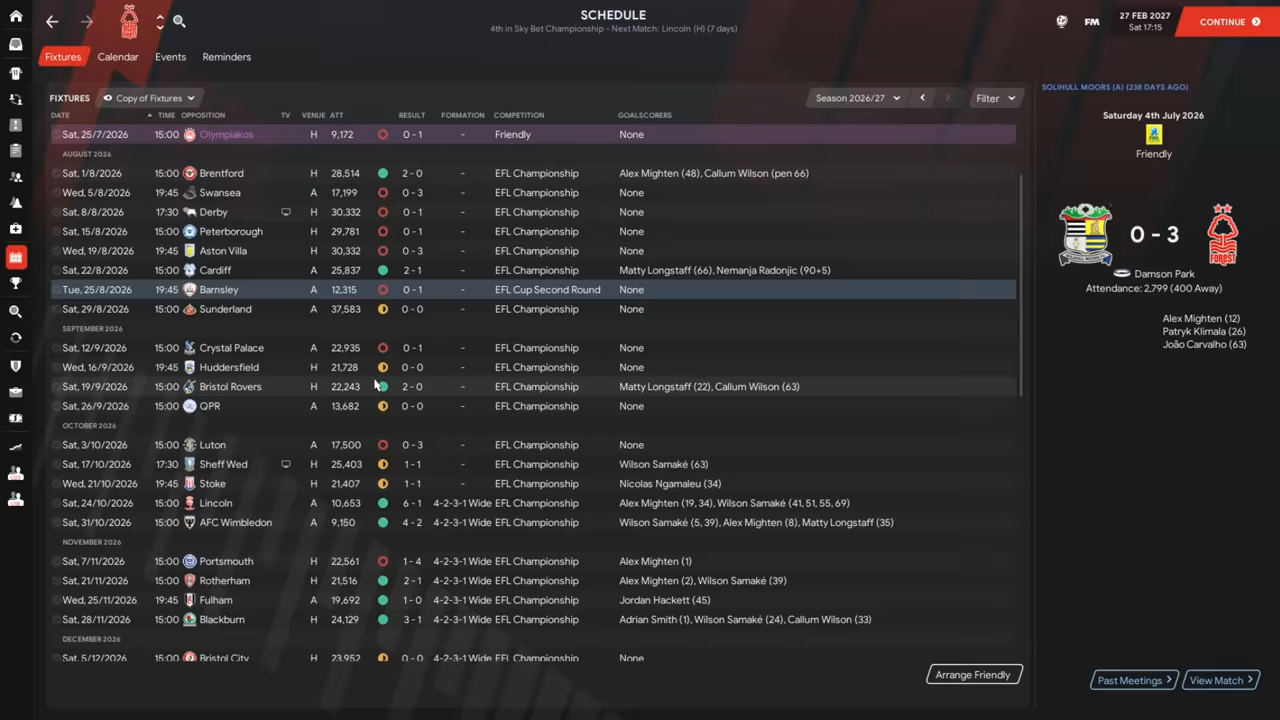 SCHEDULE
4th in Sky Bet Championship - Next Match: Lincoln (H) (7 days)
FM
27 FEB 2027
Sat 17:15
CONTINUE
Fixtures Calendar Events Reminders
FIXTURES Copy of Fixtures Season 2026/27 Filter
DATE TIME OPPOSITION TV VENUE ATT RESULT FORMATION COMPETITION GOALSCORERS
Sat, 25/7/2026 15:00 Olympiakos H 9,172 0 - 1 - Friendly None
AUGUST 2026
Sat, 1/8/2026 15:00 Brentford H 28,514 2 - 0 - EFL Championship Alex Mighten (48), Callum Wilson (pen 66)
Wed, 5/8/2026 19:45 Swansea A 17,199 0 - 3 - EFL Championship None
Sat, 8/8/2026 17:30 Derby H 30,332 0 - 1 - EFL Championship None
Sat, 15/8/2026 15:00 Peterborough H 29,781 0 - 1 - EFL Championship None
Wed, 19/8/2026 19:45 Aston Villa H 30,332 0 - 3 - EFL Championship None
Sat, 22/8/2026 15:00 Cardiff A 25,837 2 - 1 - EFL Championship Matty Longstaff (66), Nemanja Radonjic (90+5)
Tue, 25/8/2026 19:45 Barnsley A 12,315 0 - 1 - EFL Cup Second Round None
Sat, 29/8/2026 15:00 Sunderland A 37,583 0 - 0 - EFL Championship None
SEPTEMBER 2026
Sat, 12/9/2026 15:00 Crystal Palace A 22,935 0 - 1 - EFL Championship None
Wed, 16/9/2026 19:45 Huddersfield H 21,728 0 - 0 - EFL Championship None
Sat, 19/9/2026 15:00 Bristol Rovers H 22,243 2 - 0 - EFL Championship Matty Longstaff (22), Callum Wilson (63)
Sat, 26/9/2026 15:00 QPR A 13,682 0 - 0 - EFL Championship None
OCTOBER 2026
Sat, 3/10/2026 15:00 Luton A 17,500 0 - 3 - EFL Championship None
Sat, 17/10/2026 17:30 Sheff Wed H 25,403 1 - 1 - EFL Championship Wilson Samaké (63)
Wed, 21/10/2026 19:45 Stoke H 21,407 1 - 1 - EFL Championship Nicolas Ngamaleu (34)
Sat, 24/10/2026 15:00 Lincoln A 10,653 6 - 1 4-2-3-1 Wide EFL Championship Alex Mighten (19, 34), Wilson Samaké (41, 51, 55, 69)
Sat, 31/10/2026 15:00 AFC Wimbledon A 9,150 4 - 2 4-2-3-1 Wide EFL Championship Wilson Samaké (5, 39), Alex Mighten (8), Matty Longstaff (35)
NOVEMBER 2026
Sat, 7/11/2026 15:00 Portsmouth H 22,561 1 - 4 4-2-3-1 Wide EFL Championship Alex Mighten (1)
Sat, 21/11/2026 15:00 Rotherham H 21,516 2 - 1 4-2-3-1 Wide EFL Championship Alex Mighten (2), Wilson Samaké (39)
Wed, 25/11/2026 19:45 Fulham A 19,692 1 - 0 4-2-3-1 Wide EFL Championship Jordan Hackett (45)
Sat, 28/11/2026 15:00 Blackburn H 24,129 3 - 1 4-2-3-1 Wide EFL Championship Adrian Smith (1), Wilson Samaké (24), Callum Wilson (33)
DECEMBER 2026
Sat, 5/12/2026 15:00 Bristol City H 23,952 0 - 0 4-2-3-1 Wide EFL Championship None
Arrange Friendly
SOLIHULL MOORS (A) (238 DAYS AGO)
Saturday 4th July 2026
Friendly
SOLIHULL MOORS
0 - 3
FOREST
Damson Park
Attendance: 2,799 (400 Away)
Alex Mighten (12)
Patryk Klimala (26)
João Carvalho (63)
Past Meetings View Match